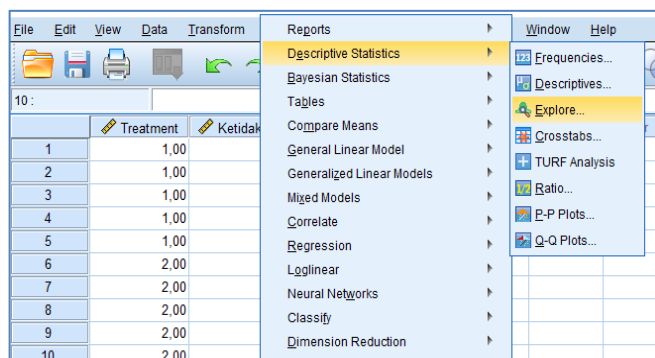 File Edit View Data Transform Window Help
10 :
Treatment Ketidak
1 1,00
2 1,00
3 1,00
4 1,00
5 1,00
6 2,00
7 2,00
8 2,00
9 2,00
10 2,00
Reports
Descriptive Statistics
Bayesian Statistics
Tables
Compare Means
General Linear Model
Generalized Linear Models
Mixed Models
Correlate
Regression
Loglinear
Neural Networks
Classify
Dimension Reduction
Frequencies...
Descriptives...
Explore...
Crosstabs...
TURF Analysis
Ratio...
P-P Plots...
Q-Q Plots...